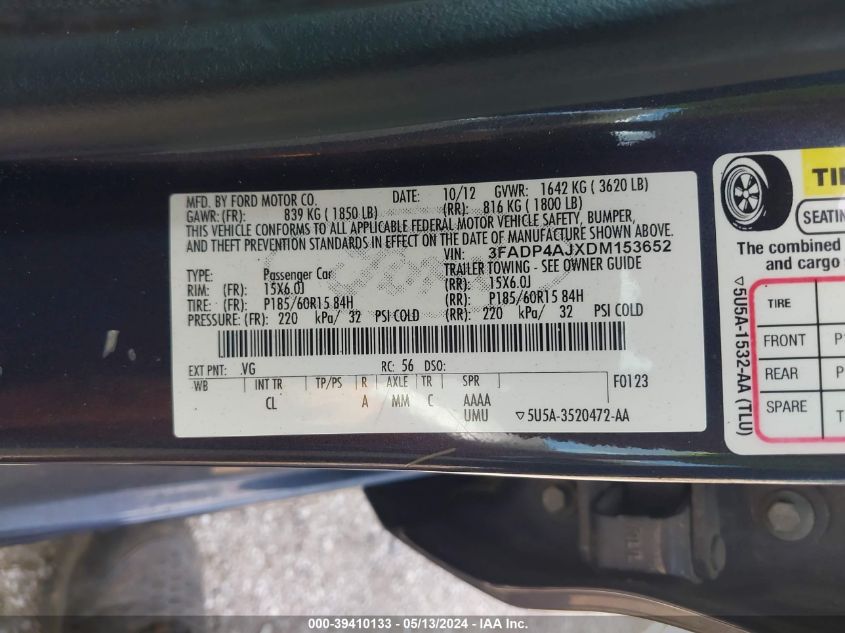 MFD. BY FORD MOTOR CO. DATE: 10/12 GVWR: 1642 KG ( 3620 LB)
GAWR: (FR): 839 KG ( 1850 LB) (RR): 816 KG ( 1800 LB)
THIS VEHICLE CONFORMS TO ALL APPLICABLE FEDERAL MOTOR VEHICLE SAFETY, BUMPER,
AND THEFT PREVENTION STANDARDS IN EFFECT ON THE DATE OF MANUFACTURE SHOWN ABOVE.
VIN: 3FADP4AJXDM153652
TYPE: Passenger Car TRAILER TOWING - SEE OWNER GUIDE
RIM: (FR): 15X6.0J (RR): 15X6.0J
TIRE: (FR): P185/60R15 84H (RR): P185/60R15 84H
PRESSURE: (FR): 220 kPa/ 32 PSI COLD (RR): 220 kPa/ 32 PSI COLD
EXT PNT: VG RC: 56 DSO:
WB INT TR TP/PS R AXLE TR SPR F0123
CL A MM C AAAA
UMU ▽5U5A-3520472-AA
TI
SEATIN
The combined
and cargo
TIRE
FRONT P
REAR P
SPARE T
▽5U5A-1532-AA (TLU)
000-39410133 - 05/13/2024 - IAA Inc.